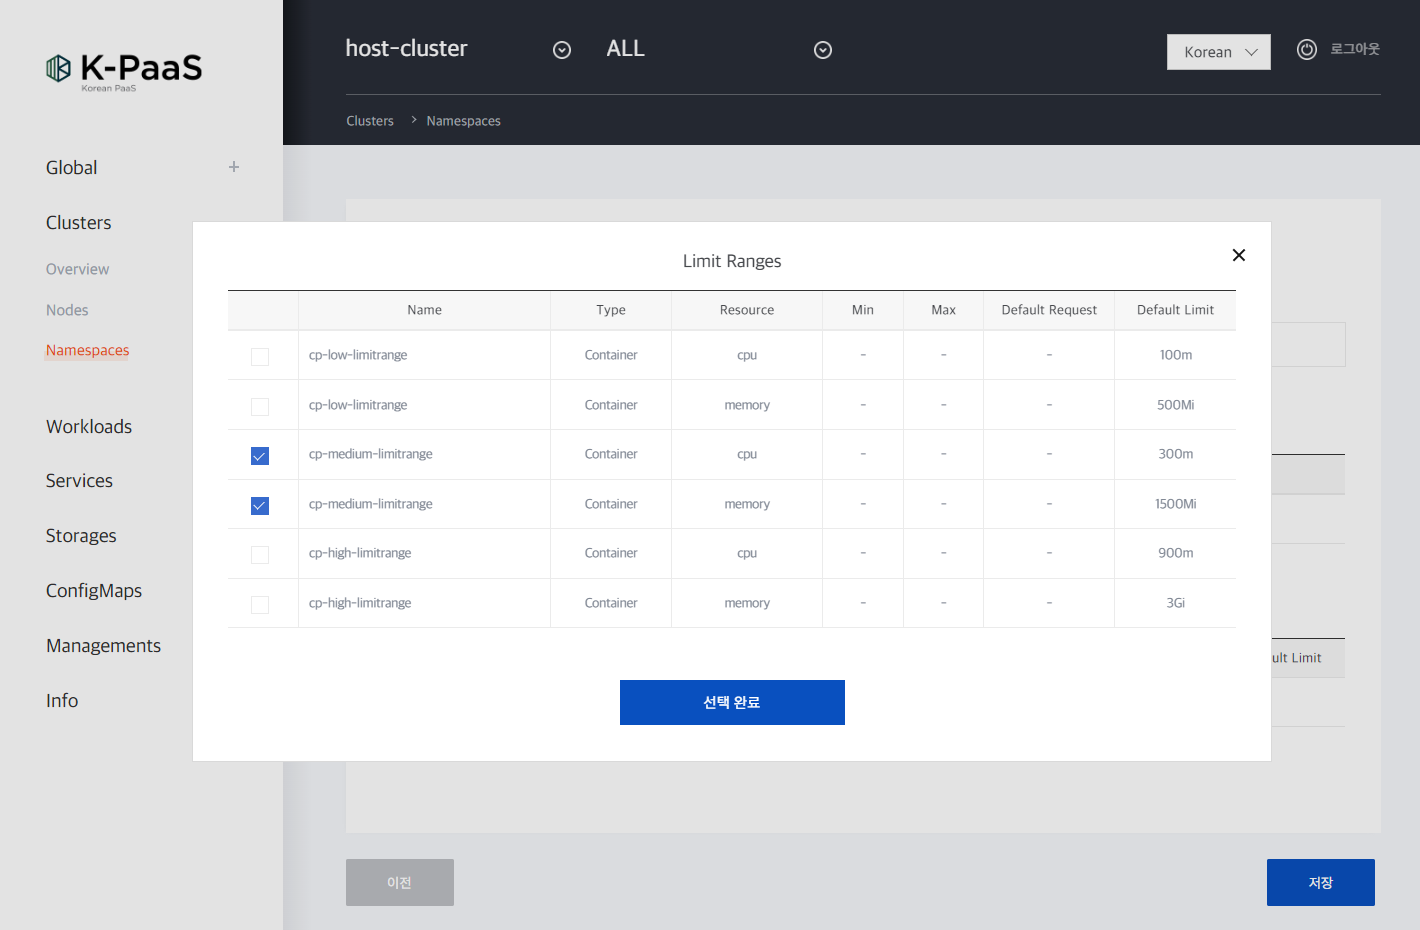 K-PaaS
Korean PaaS
host-cluster ALL Korean 로그아웃
Clusters > Namespaces
Global +
Clusters
Overview
Nodes
Namespaces
Workloads
Services
Storages
ConfigMaps
Managements
Info
Limit Ranges
Name Type Resource Min Max Default Request Default Limit
cp-low-limitrange Container cpu - - - 100m
cp-low-limitrange Container memory - - - 500Mi
cp-medium-limitrange Container cpu - - - 300m
cp-medium-limitrange Container memory - - - 1500Mi
cp-high-limitrange Container cpu - - - 900m
cp-high-limitrange Container memory - - - 3Gi
선택 완료
ult Limit
이전 저장